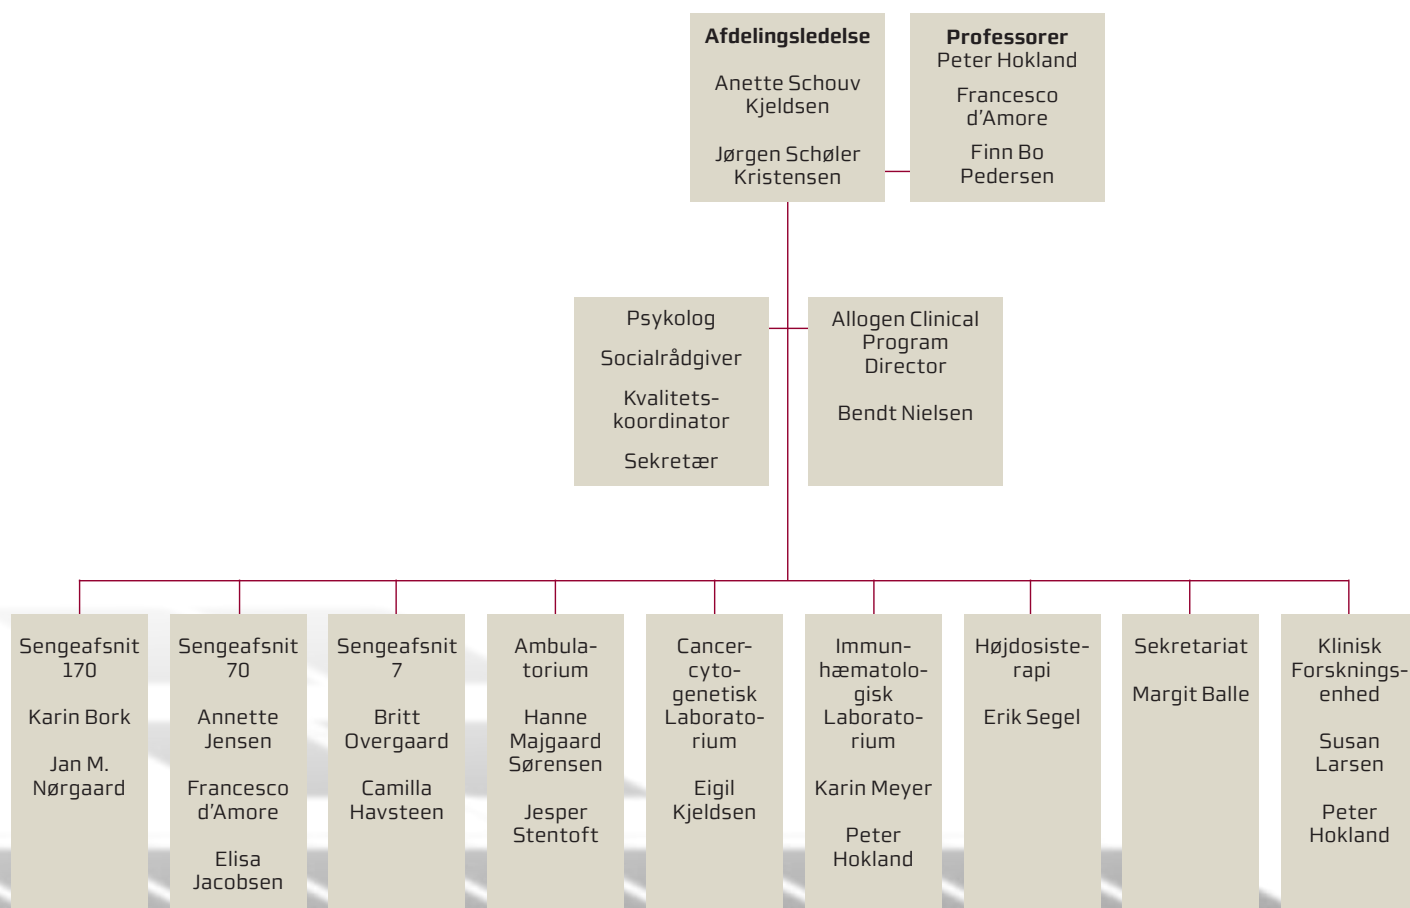 Afdelingsledelse
Anette Schouv
Kjeldsen
Jørgen Schøler
Kristensen
Professorer
Peter Hokland
Francesco
d'Amore
Finn Bo
Pedersen
Psykolog
Socialrådgiver
Kvalitets-
koordinator
Sekretær
Allogen Clinical
Program
Director
Bendt Nielsen
Sengeafsnit
170
Karin Bork
Jan M.
Nørgaard
Sengeafsnit
70
Annette
Jensen
Francesco
d'Amore
Elisa
Jacobsen
Sengeafsnit
7
Britt
Overgaard
Camilla
Havsteen
Ambula-
torium
Hanne
Majgaard
Sørensen
Jesper
Stentoft
Cancer-
cyto-
genetisk
Laborato-
rium
Eigil
Kjeldsen
Immun-
hæmatolo-
gisk
Laborato-
rium
Karin Meyer
Peter
Hokland
Højdosiste-
rapi
Erik Segel
Sekretariat
Margit Balle
Klinisk
Forsknings-
enhed
Susan
Larsen
Peter
Hokland